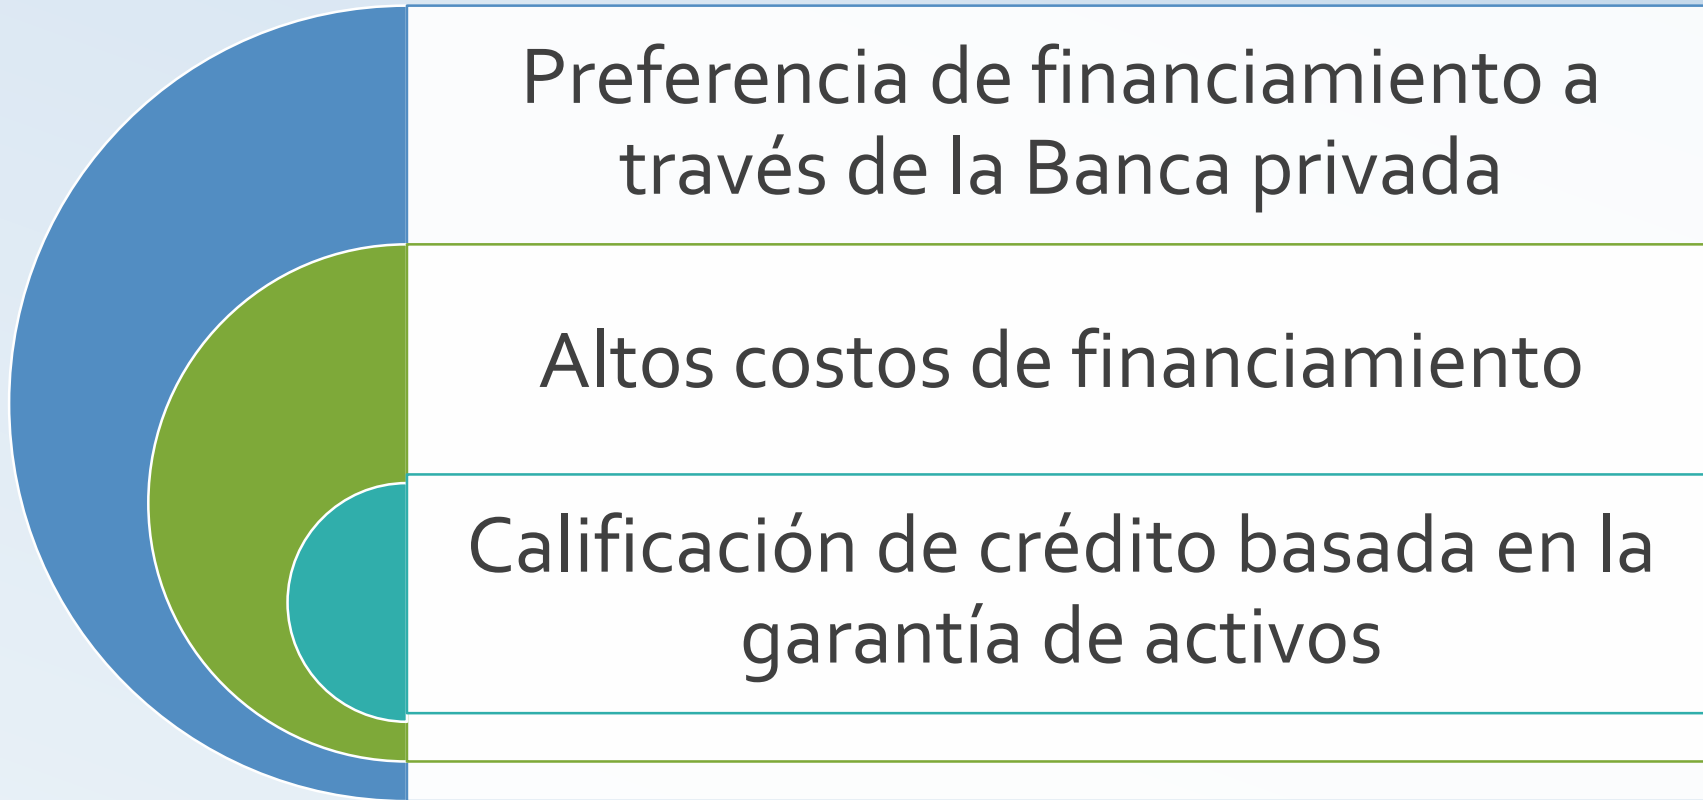 Preferencia de financiamiento a
través de la Banca privada
Altos costos de financiamiento
Calificación de crédito basada en la
garantía de activos